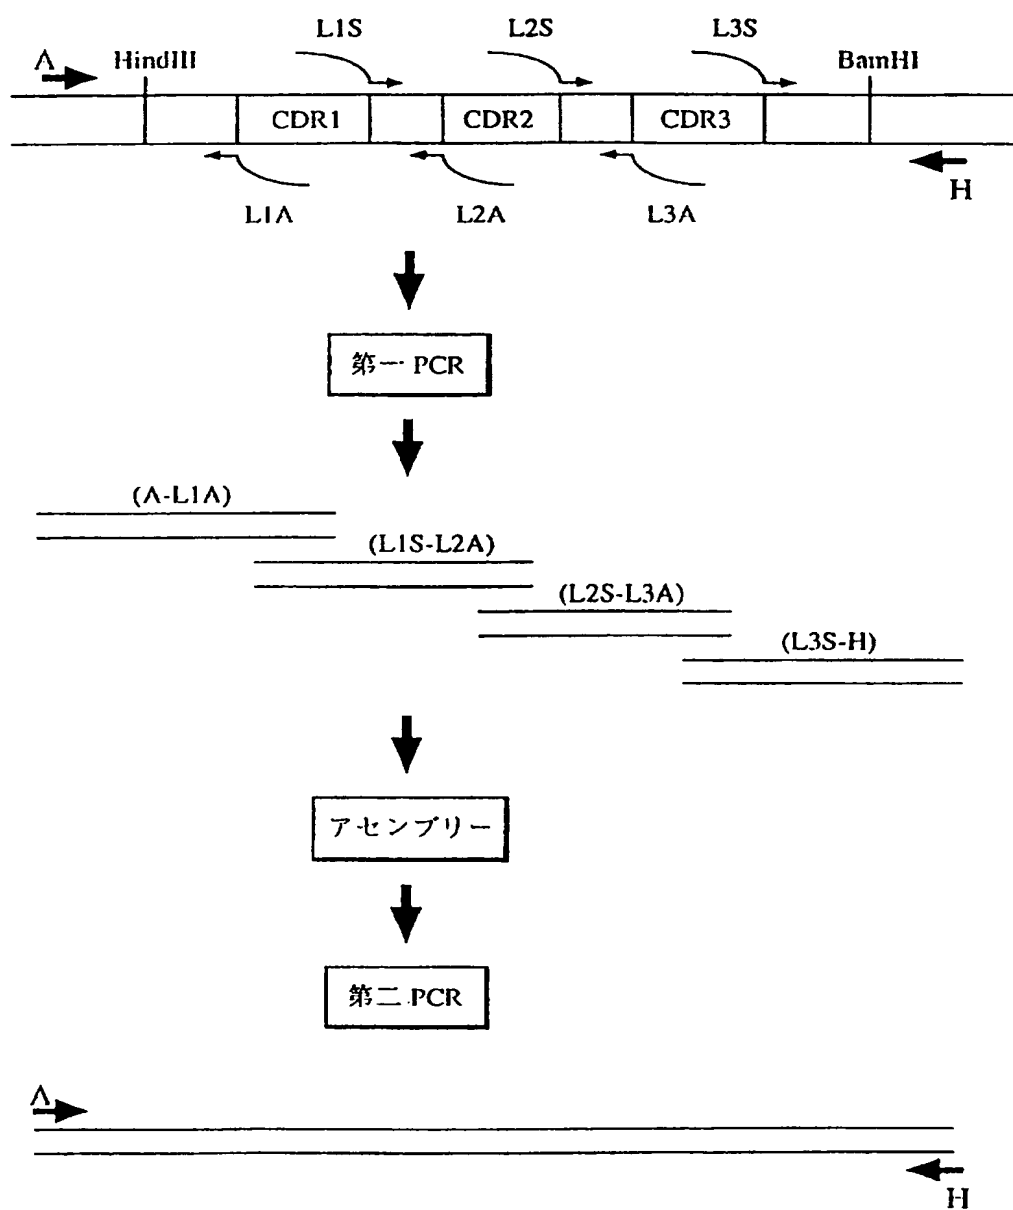 L1S
L2S
L3S
A
HindIII
BamHI
CDR1
CDR2
CDR3
H
L1A
L2A
L3A
第一 PCR
(A-L1A)
(L1S-L2A)
(L2S-L3A)
(L3S-H)
アセンブリー
第二 PCR
A
H